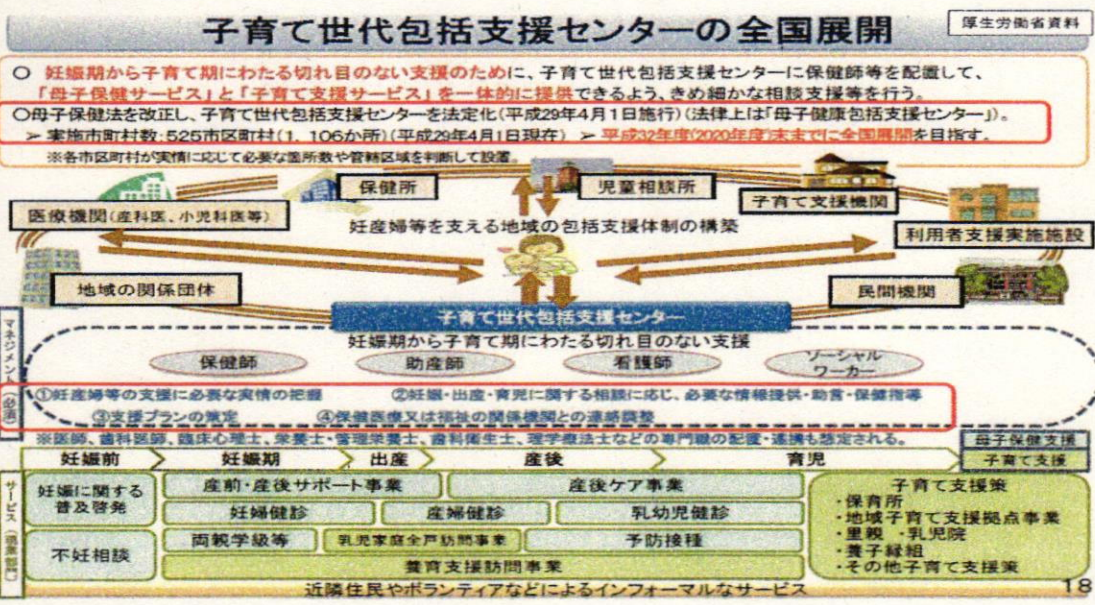 子育て世代包括支援センターの全国展開
厚生労働省資料
○ 妊娠期から子育て期にわたる切れ目のない支援のために、子育て世代包括支援センターに保健師等を配置して、
「母子保健サービス」と「子育て支援サービス」を一体的に提供できるよう、きめ細かな相談支援等を行う。
○母子保健法を改正し、子育て世代包括支援センターを法定化(平成29年4月1日施行)(法律上は「母子健康包括支援センター」)。
➢ 実施市町村数:525市区町村(1,106か所)(平成29年4月1日現在) ➢ 平成32年度(2020年度)末までに全国展開を目指す。
※各市区町村が実情に応じて必要な箇所数や管轄区域を判断して設置。
保健所
児童相談所
子育て支援機関
医療機関(産科医、小児科医等)
妊産婦等を支える地域の包括支援体制の構築
利用者支援実施施設
地域の関係団体
民間機関
子育て世代包括支援センター
妊娠期から子育て期にわたる切れ目のない支援
マネジメント(必須)
保健師
助産師
看護師
ソーシャル
ワーカー
①妊産婦等の支援に必要な実情の把握 ②妊娠・出産・育児に関する相談に応じ、必要な情報提供・助言・保健指導
③支援プランの策定 ④保健医療又は福祉の関係機関との連絡調整
※医師、歯科医師、臨床心理士、栄養士・管理栄養士、歯科衛生士、理学療法士などの専門職の配置・連携も想定される。
母子保健支援
子育て支援
妊娠前
妊娠期
出産
産後
育児
サービス(現業部門)
妊娠に関する
普及啓発
産前・産後サポート事業
産後ケア事業
妊婦健診
産婦健診
乳幼児健診
不妊相談
両親学級等
乳児家庭全戸訪問事業
予防接種
養育支援訪問事業
子育て支援策
・保育所
・地域子育て支援拠点事業
・里親 ・乳児院
・養子縁組
・その他子育て支援策
近隣住民やボランティアなどによるインフォーマルなサービス
18